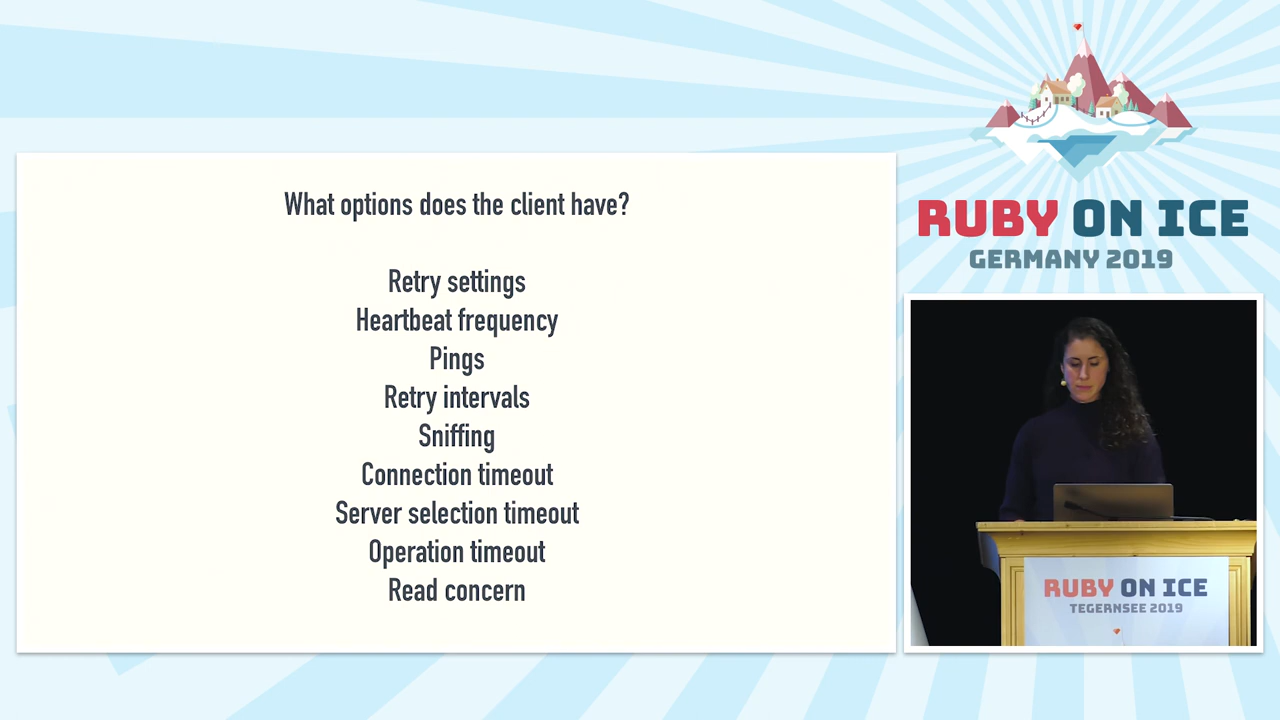 What options does the client have?
Retry settings
Heartbeat frequency
Pings
Retry intervals
Sniffing
Connection timeout
Server selection timeout
Operation timeout
Read concern
RUBY ON ICE
GERMANY 2019
RUBY ON ICE
TEGERNSEE 2019